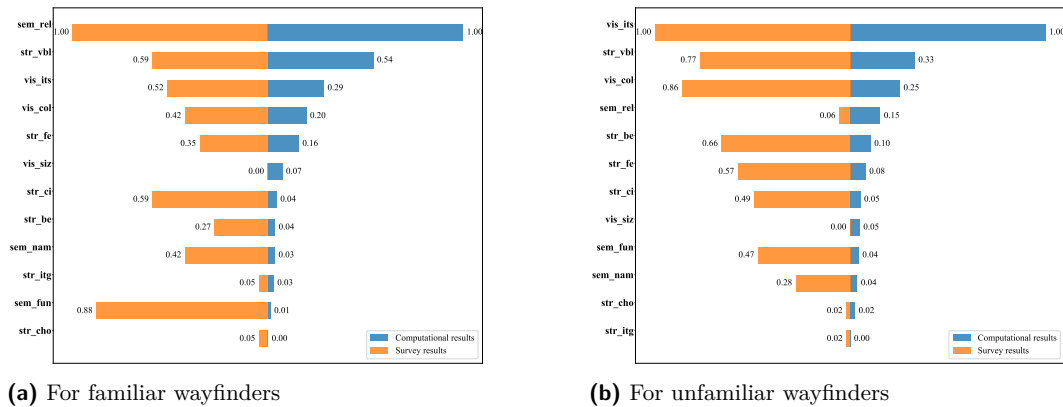 sem_rel 1.00 1.00
str_vbl 0.59 0.54
vis_its 0.52 0.29
vis_col 0.42 0.20
str_fe 0.35 0.16
vis_siz 0.00 0.07
str_ci 0.59 0.04
str_be 0.27 0.04
sem_nam 0.42 0.03
str_itg 0.05 0.03
sem_fun 0.88 0.01
str_cho 0.05 0.00
Computational results
Survey results
(a) For familiar wayfinders
vis_its 1.00 1.00
str_vbl 0.77 0.33
vis_col 0.86 0.25
sem_rel 0.06 0.15
str_be 0.66 0.10
str_fe 0.57 0.08
str_ci 0.49 0.05
vis_siz 0.00 0.05
sem_fun 0.47 0.04
sem_nam 0.28 0.04
str_cho 0.02 0.02
str_itg 0.02 0.00
Computational results
Survey results
(b) For unfamiliar wayfinders